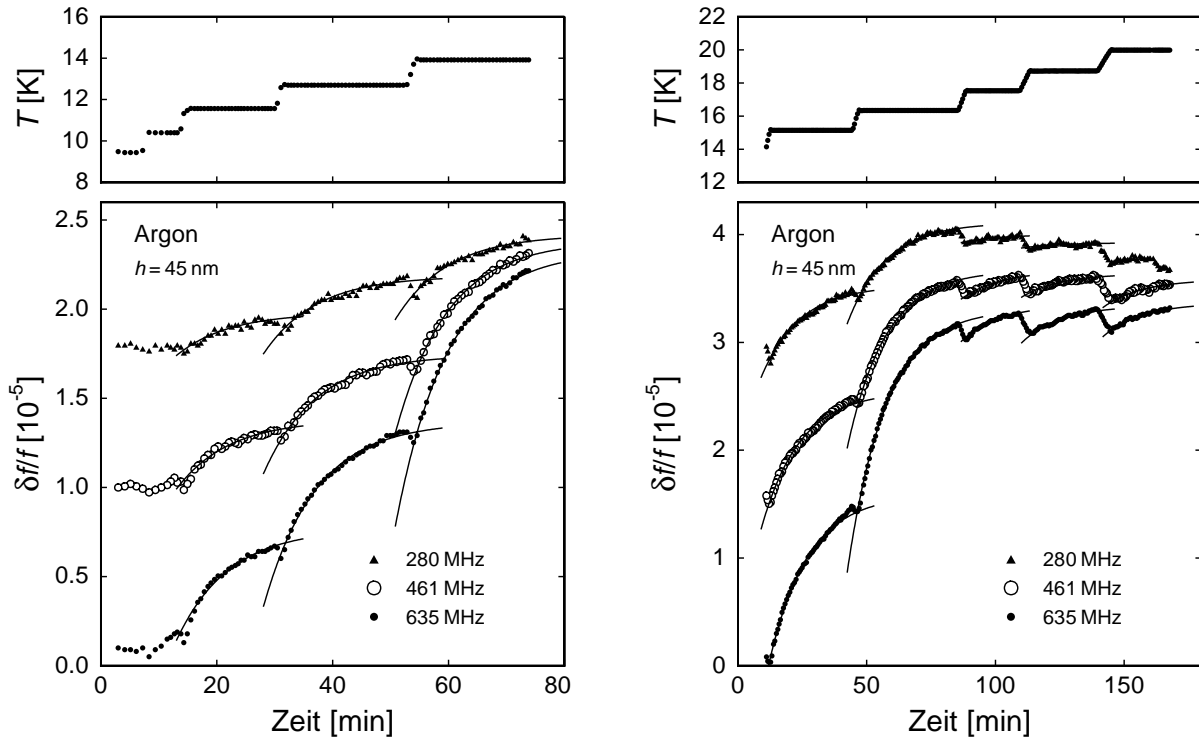 16
14
12
10
8
T [K]
2.5
2.0
1.5
1.0
0.5
0.0
δf/f [10⁻⁵]
Argon
h = 45 nm
280 MHz
461 MHz
635 MHz
0 20 40 60 80
Zeit [min]
22
20
18
16
14
12
T [K]
4
3
2
1
0
δf/f [10⁻⁵]
Argon
h = 45 nm
280 MHz
461 MHz
635 MHz
0 50 100 150
Zeit [min]